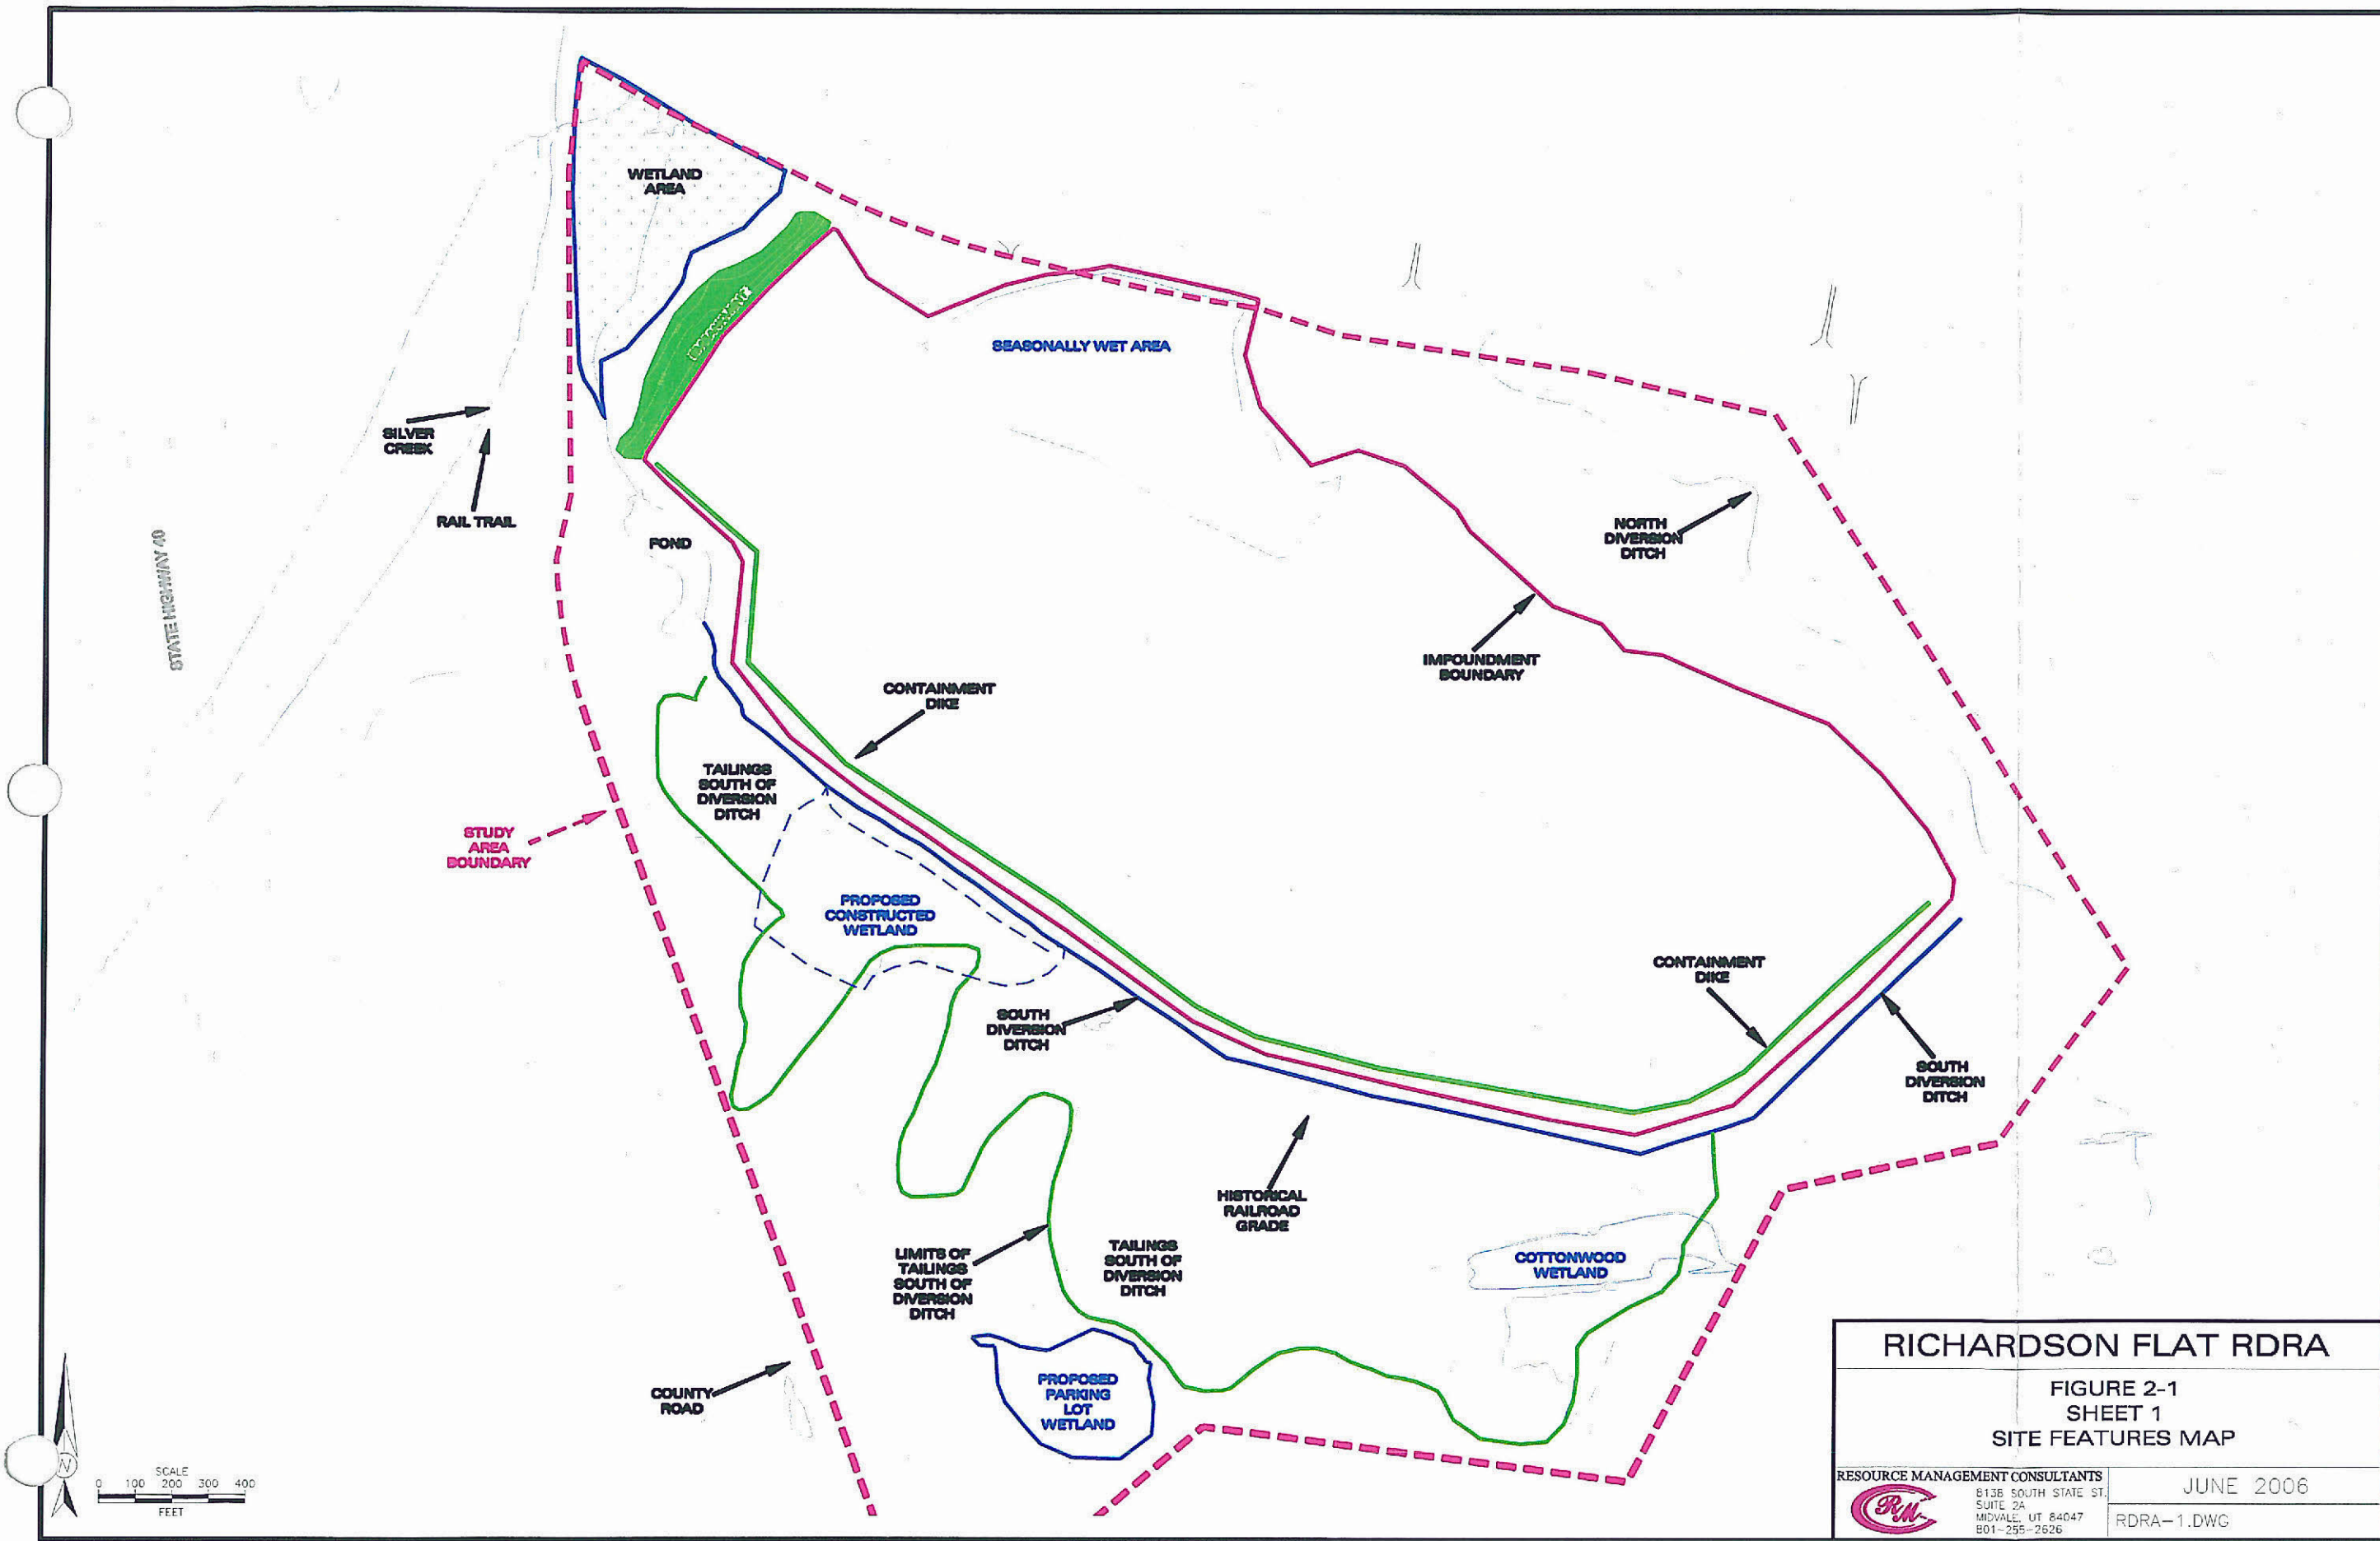 WETLAND
AREA
EMBANKMENT
SEASONALLY WET AREA
SILVER
CREEK
RAIL TRAIL
STATE HIGHWAY 40
POND
NORTH
DIVERSION
DITCH
IMPOUNDMENT
BOUNDARY
CONTAINMENT
DIKE
TAILINGS
SOUTH OF
DIVERSION
DITCH
STUDY
AREA
BOUNDARY
PROPOSED
CONSTRUCTED
WETLAND
CONTAINMENT
DIKE
SOUTH
DIVERSION
DITCH
SOUTH
DIVERSION
DITCH
HISTORICAL
RAILROAD
GRADE
LIMITS OF
TAILINGS
SOUTH OF
DIVERSION
DITCH
TAILINGS
SOUTH OF
DIVERSION
DITCH
COTTONWOOD
WETLAND
PROPOSED
PARKING
LOT
WETLAND
COUNTY
ROAD
N
SCALE
0 100 200 300 400
FEET
RICHARDSON FLAT RDRA
FIGURE 2-1
SHEET 1
SITE FEATURES MAP
RESOURCE MANAGEMENT CONSULTANTS
RMC
8138 SOUTH STATE ST.
SUITE 2A
MIDVALE, UT 84047
801-255-2626
JUNE 2006
RDRA-1.DWG